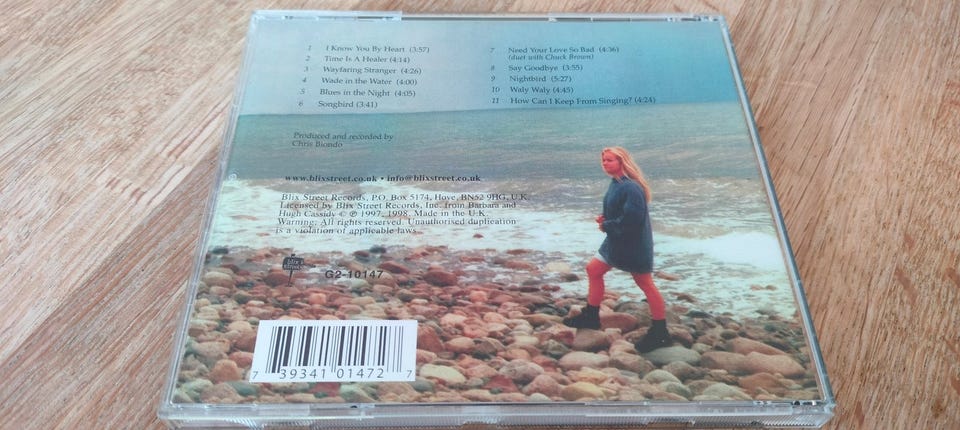 1 I Know You By Heart (3:57)
2 Time Is A Healer (4:14)
3 Wayfaring Stranger (4:26)
4 Wade in the Water (4:00)
5 Blues in the Night (4:05)
6 Songbird (3:41)
7 Need Your Love So Bad (4:36)
(duet with Chuck Brown)
8 Say Goodbye (3:55)
9 Nightbird (5:27)
10 Waly Waly (4:45)
11 How Can I Keep From Singing? (4:24)
Produced and recorded by
Chris Biondo
www.blixstreet.co.uk • info@blixstreet.co.uk
Blix Street Records, P.O. Box 5174, Hove, BN52 9HG, U.K.
Licensed by Blix Street Records, Inc. from Barbara and
Hugh Cassidy © ℗ 1997, 1998. Made in the U.K.
Warning: All rights reserved. Unauthorised duplication
is a violation of applicable laws.
blix
street
G2-10147
7 39341 01472 7